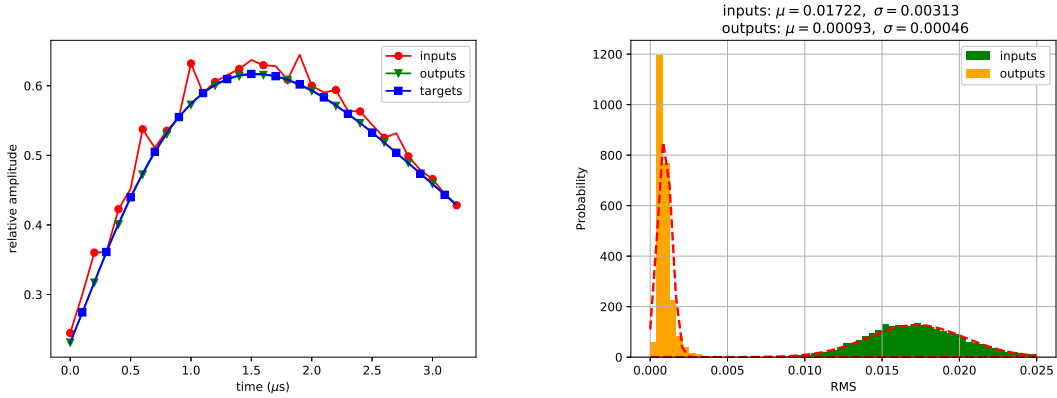 inputs: μ = 0.01722, σ = 0.00313
outputs: μ = 0.00093, σ = 0.00046
inputs
outputs
targets
relative amplitude
0.6
0.5
0.4
0.3
0.0 0.5 1.0 1.5 2.0 2.5 3.0
time (μs)
inputs
outputs
Probability
1200
1000
800
600
400
200
0
0.000 0.005 0.010 0.015 0.020 0.025
RMS